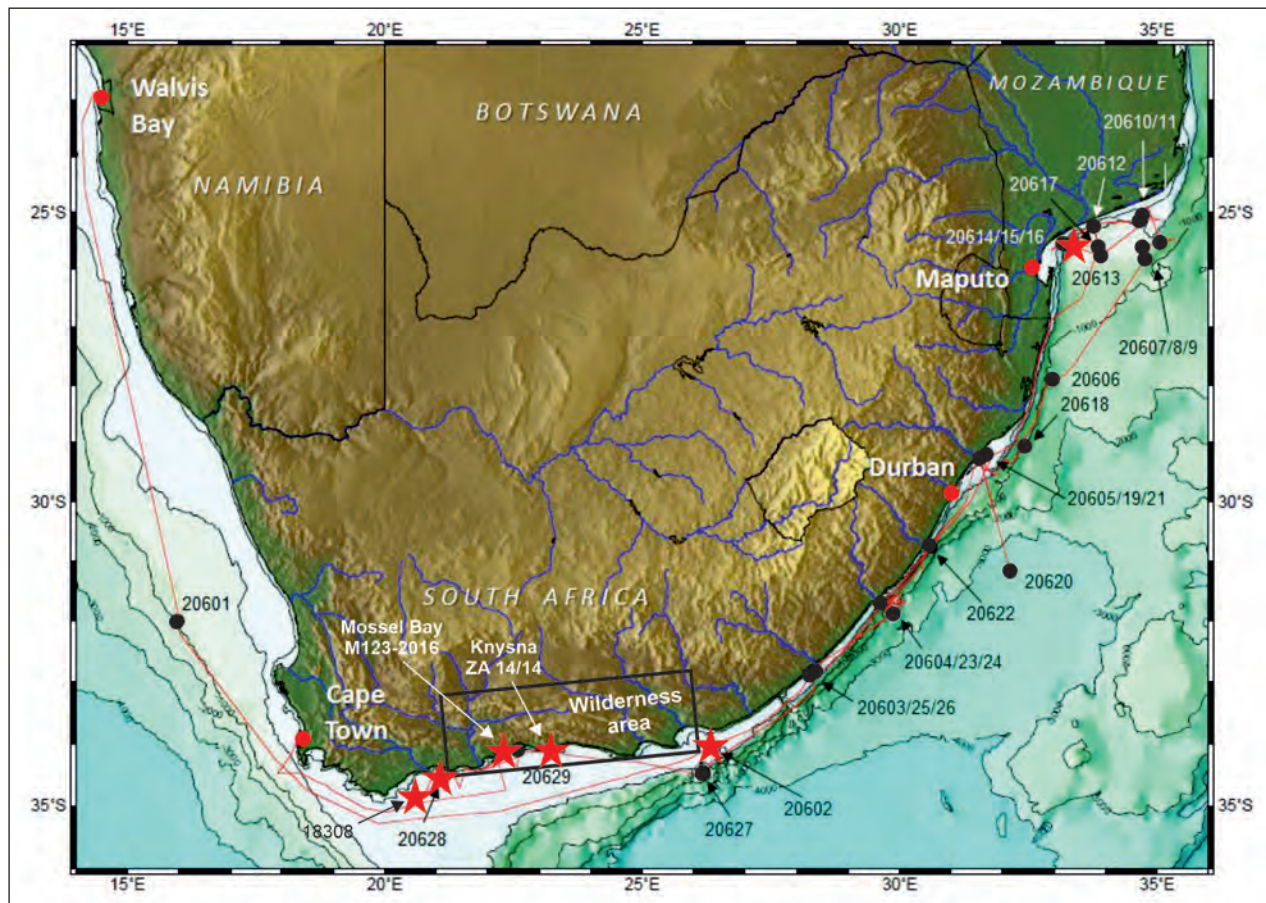 15°E
20°E
25°E
30°E
35°E
Walvis
Bay
BOTSWANA
MOZAMBIQUE
20610/11
NAMIBIA
20612
20617
25°S
25°S
20614/15/16
-1000
Maputo
20613
-1000
20607/8/9
20606
20618
Durban
30°S
30°S
20605/19/21
20601
SOUTH AFRICA
20620
20622
Mossel Bay
M123-2016
Knysna
ZA 14/14
20604/23/24
Cape
Town
Wilderness
area
20603/25/26
20629
35°S
35°S
18308
20628
20627
20602
15°E
20°E
25°E
30°E
35°E